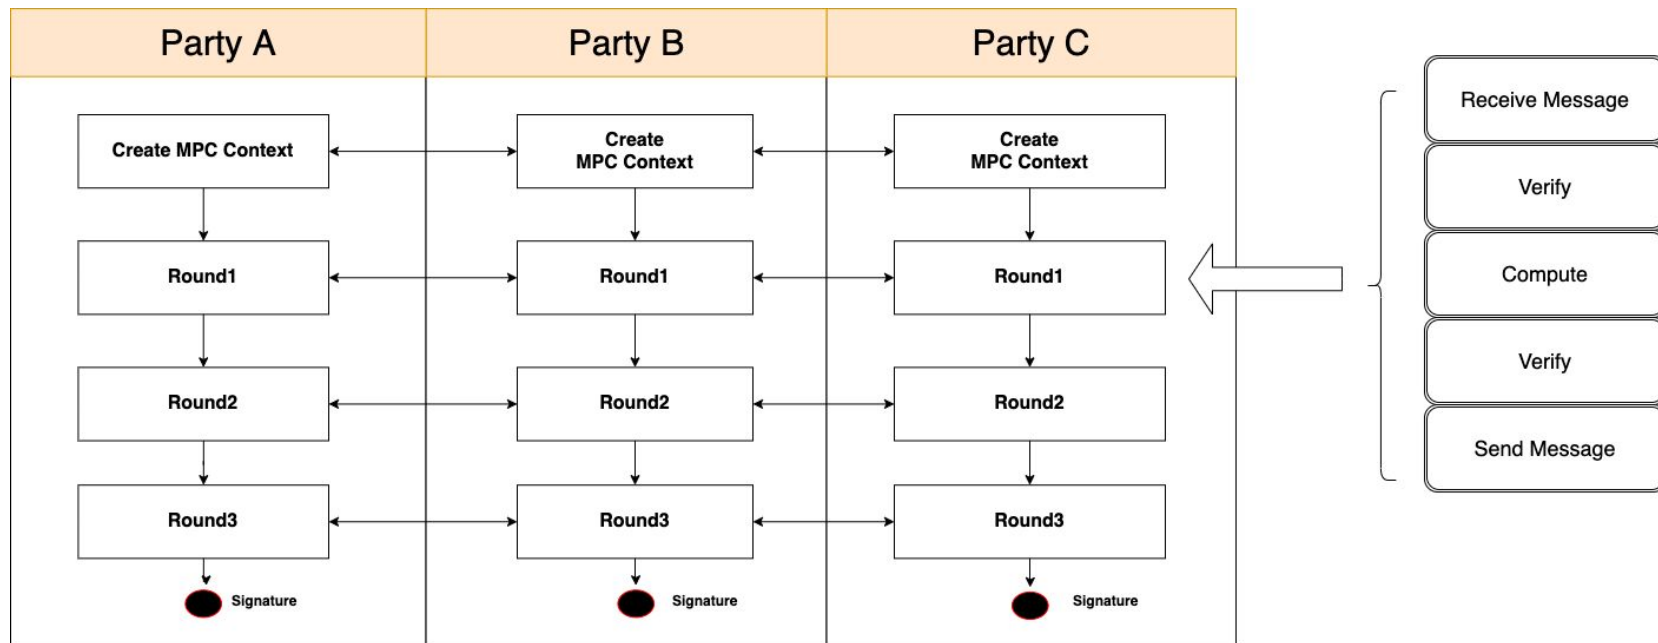 Party A
Party B
Party C
Create MPC Context
Create
MPC Context
Create
MPC Context
Round1
Round1
Round1
Round2
Round2
Round2
Round3
Round3
Round3
Signature
Signature
Signature
Receive Message
Verify
Compute
Verify
Send Message